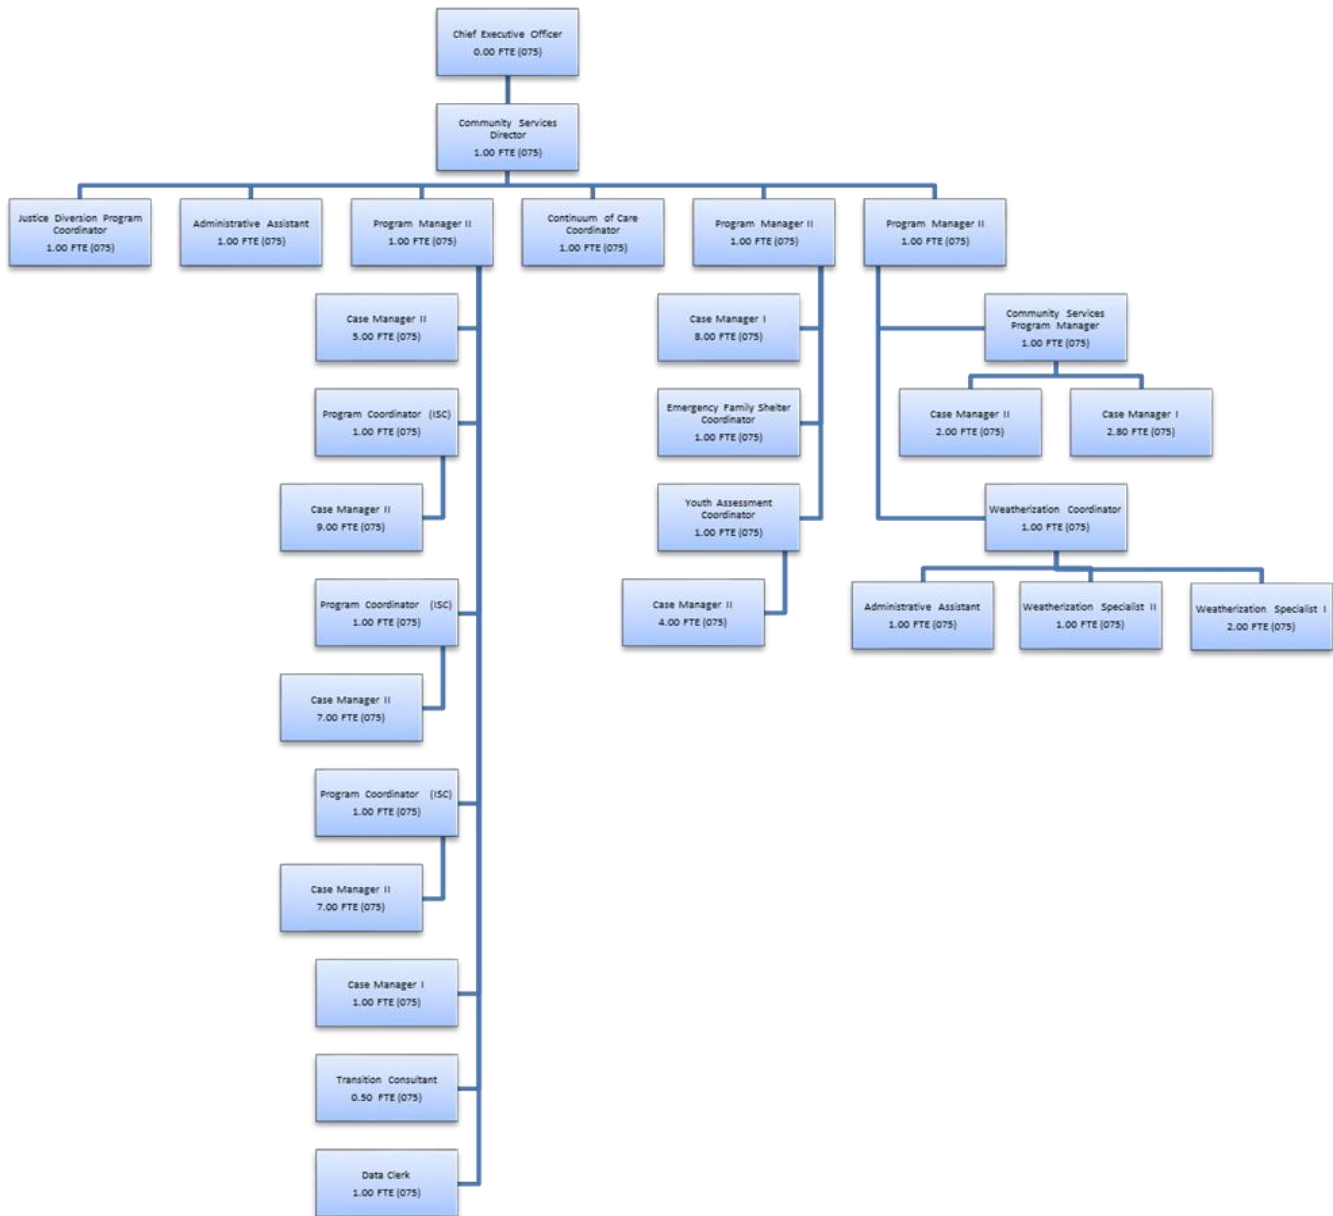 Chief Executive Officer
0.00 FTE (075)
Community Services
Director
1.00 FTE (075)
Justice Diversion Program
Coordinator
1.00 FTE (075)
Administrative Assistant
1.00 FTE (075)
Program Manager II
1.00 FTE (075)
Continuum of Care
Coordinator
1.00 FTE (075)
Program Manager II
1.00 FTE (075)
Program Manager II
1.00 FTE (075)
Case Manager II
5.00 FTE (075)
Program Coordinator (ISC)
1.00 FTE (075)
Case Manager II
9.00 FTE (075)
Program Coordinator (ISC)
1.00 FTE (075)
Case Manager II
7.00 FTE (075)
Program Coordinator (ISC)
1.00 FTE (075)
Case Manager II
7.00 FTE (075)
Case Manager I
1.00 FTE (075)
Transition Consultant
0.50 FTE (075)
Data Clerk
1.00 FTE (075)
Case Manager I
8.00 FTE (075)
Emergency Family Shelter
Coordinator
1.00 FTE (075)
Youth Assessment
Coordinator
1.00 FTE (075)
Case Manager II
4.00 FTE (075)
Community Services
Program Manager
1.00 FTE (075)
Case Manager II
2.00 FTE (075)
Case Manager I
2.80 FTE (075)
Weatherization Coordinator
1.00 FTE (075)
Administrative Assistant
1.00 FTE (075)
Weatherization Specialist II
1.00 FTE (075)
Weatherization Specialist I
2.00 FTE (075)